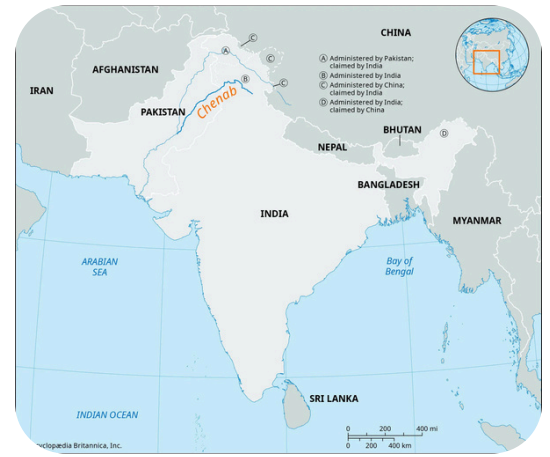 CHINA
AFGHANISTAN
IRAN
PAKISTAN
Chenab
NEPAL
BHUTAN
BANGLADESH
INDIA
MYANMAR
ARABIAN
SEA
Bay of
Bengal
SRI LANKA
INDIAN OCEAN
A
B
C
C
C
D
A Administered by Pakistan;
claimed by India
B Administered by India
C Administered by China;
claimed by India
D Administered by India;
claimed by China
0 200 400 mi
0 200 400 km
yclopædia Britannica, Inc.